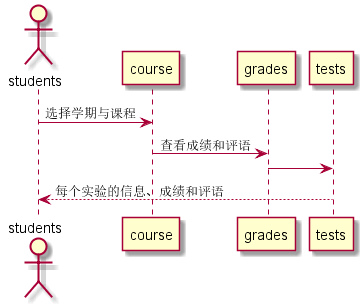 students
course
grades
tests
选择学期与课程
查看成绩和评语
每个实验的信息、成绩和评语
students
course
grades
tests